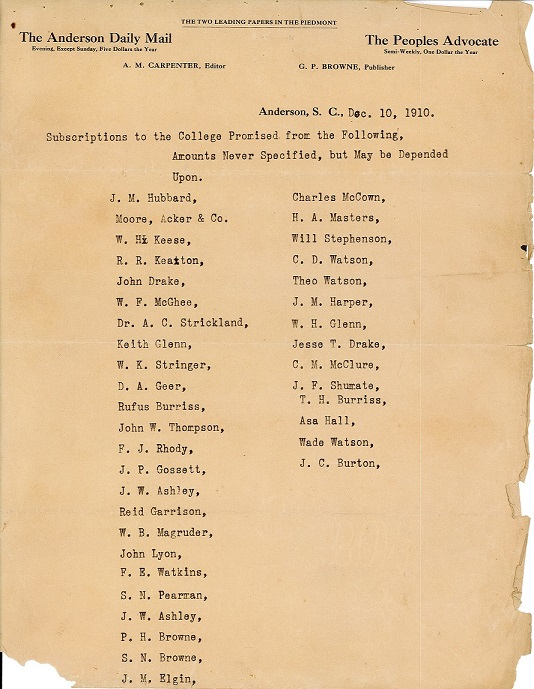 THE TWO LEADING PAPERS IN THE PIEDMONT
The Anderson Daily Mail
Evening, Except Sunday, Five Dollars the Year
The Peoples Advocate
Semi-Weekly, One Dollar the Year
A. M. CARPENTER, Editor
G. P. BROWNE, Publisher
Anderson, S. C., Dec. 10, 1910.
Subscriptions to the College Promised from the Following,
Amounts Never Specified, but May be Depended
Upon.
J. M. Hubbard,
Moore, Acker & Co.
W. H. Keese,
R. R. Keaton,
John Drake,
W. F. McGhee,
Dr. A. C. Strickland,
Keith Glenn,
W. K. Stringer,
D. A. Geer,
Rufus Burriss,
John W. Thompson,
F. J. Rhody,
J. P. Gossett,
J. W. Ashley,
Reid Garrison,
W. B. Magruder,
John Lyon,
F. E. Watkins,
S. N. Pearman,
J. W. Ashley,
P. H. Browne,
S. N. Browne,
J. M. Elgin,
Charles McCown,
H. A. Masters,
Will Stephenson,
C. D. Watson,
Theo Watson,
J. M. Harper,
W. H. Glenn,
Jesse T. Drake,
C. M. McClure,
J. F. Shumate,
T. H. Burriss,
Asa Hall,
Wade Watson,
J. C. Burton,